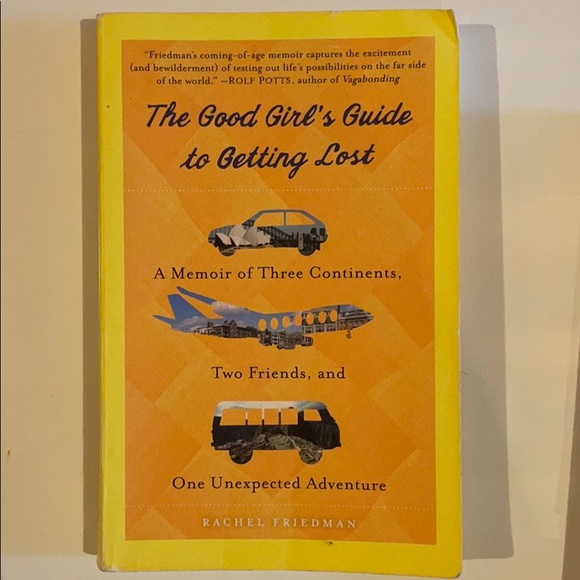 “Friedman’s coming-of-age memoir captures the excitement
(and bewilderment) of testing out life’s possibilities on the far side
of the world.” —ROLF POTTS, author of Vagabonding
The Good Girl's Guide
to Getting Lost
A Memoir of Three Continents,
Two Friends, and
One Unexpected Adventure
RACHEL FRIEDMAN